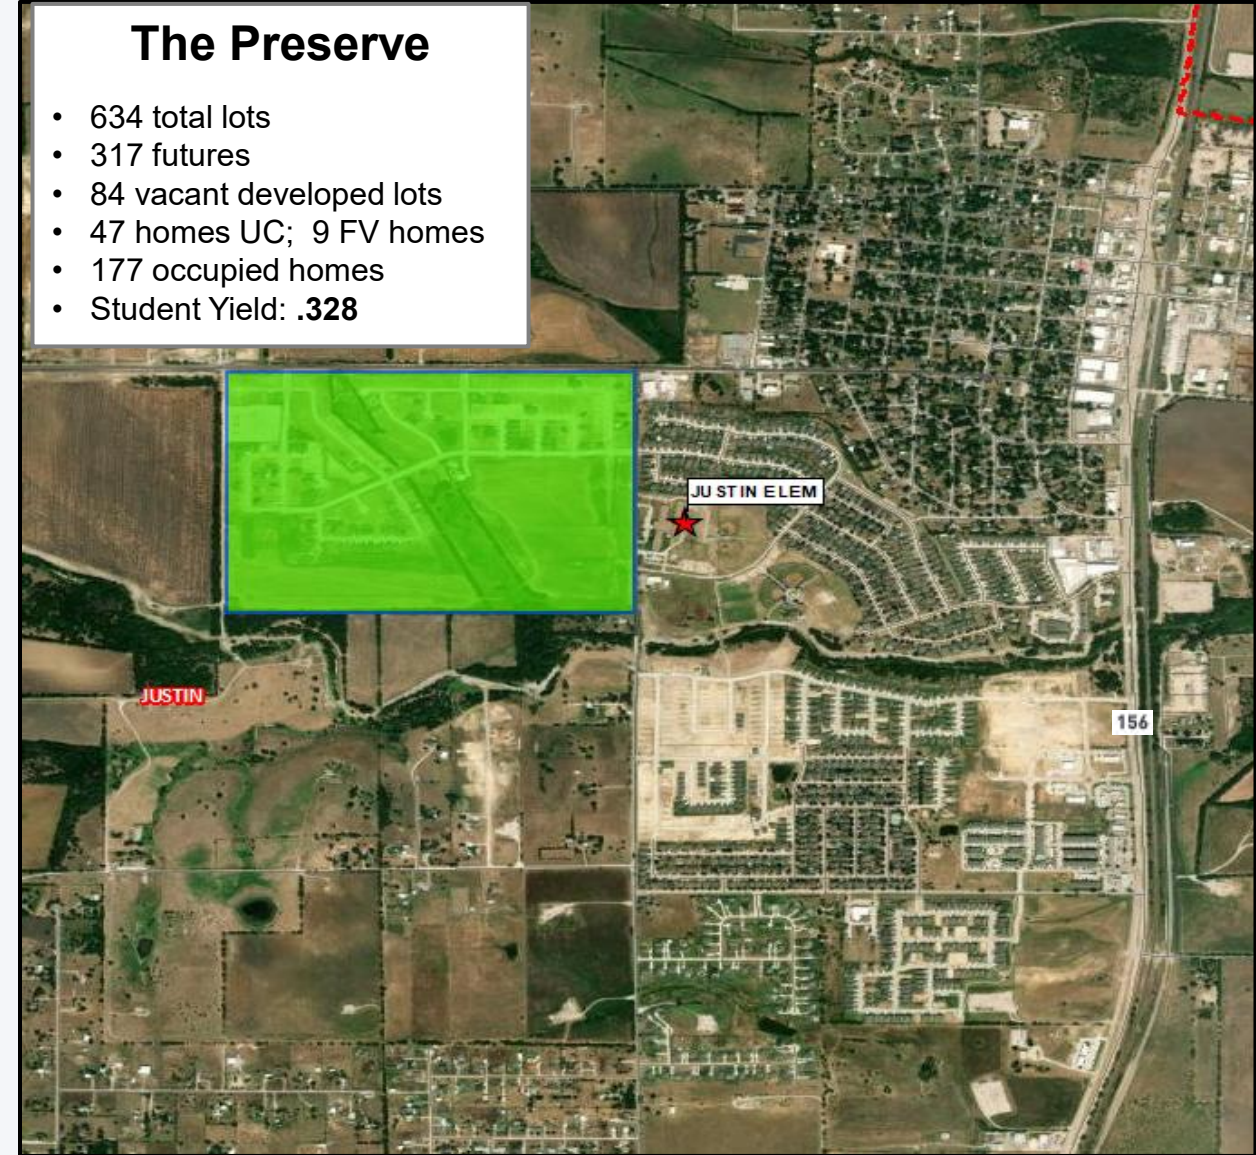 The Preserve
• 634 total lots
• 317 futures
• 84 vacant developed lots
• 47 homes UC;  9 FV homes
• 177 occupied homes
• Student Yield: .328
JUSTIN ELEM
JUSTIN
156